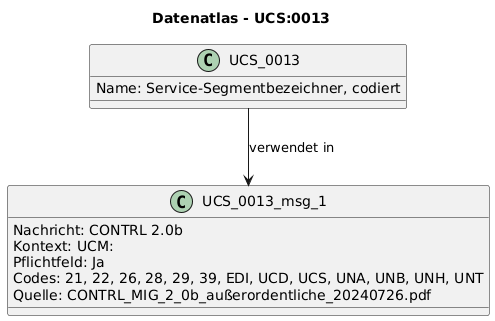 Datenatlas - UCS:0013
C UCS_0013
Name: Service-Segmentbezeichner, codiert
verwendet in
C UCS_0013_msg_1
Nachricht: CONTRL 2.0b
Kontext: UCM:
Pflichtfeld: Ja
Codes: 21, 22, 26, 28, 29, 39, EDI, UCD, UCS, UNA, UNB, UNH, UNT
Quelle: CONTRL_MIG_2_0b_außerordentliche_20240726.pdf